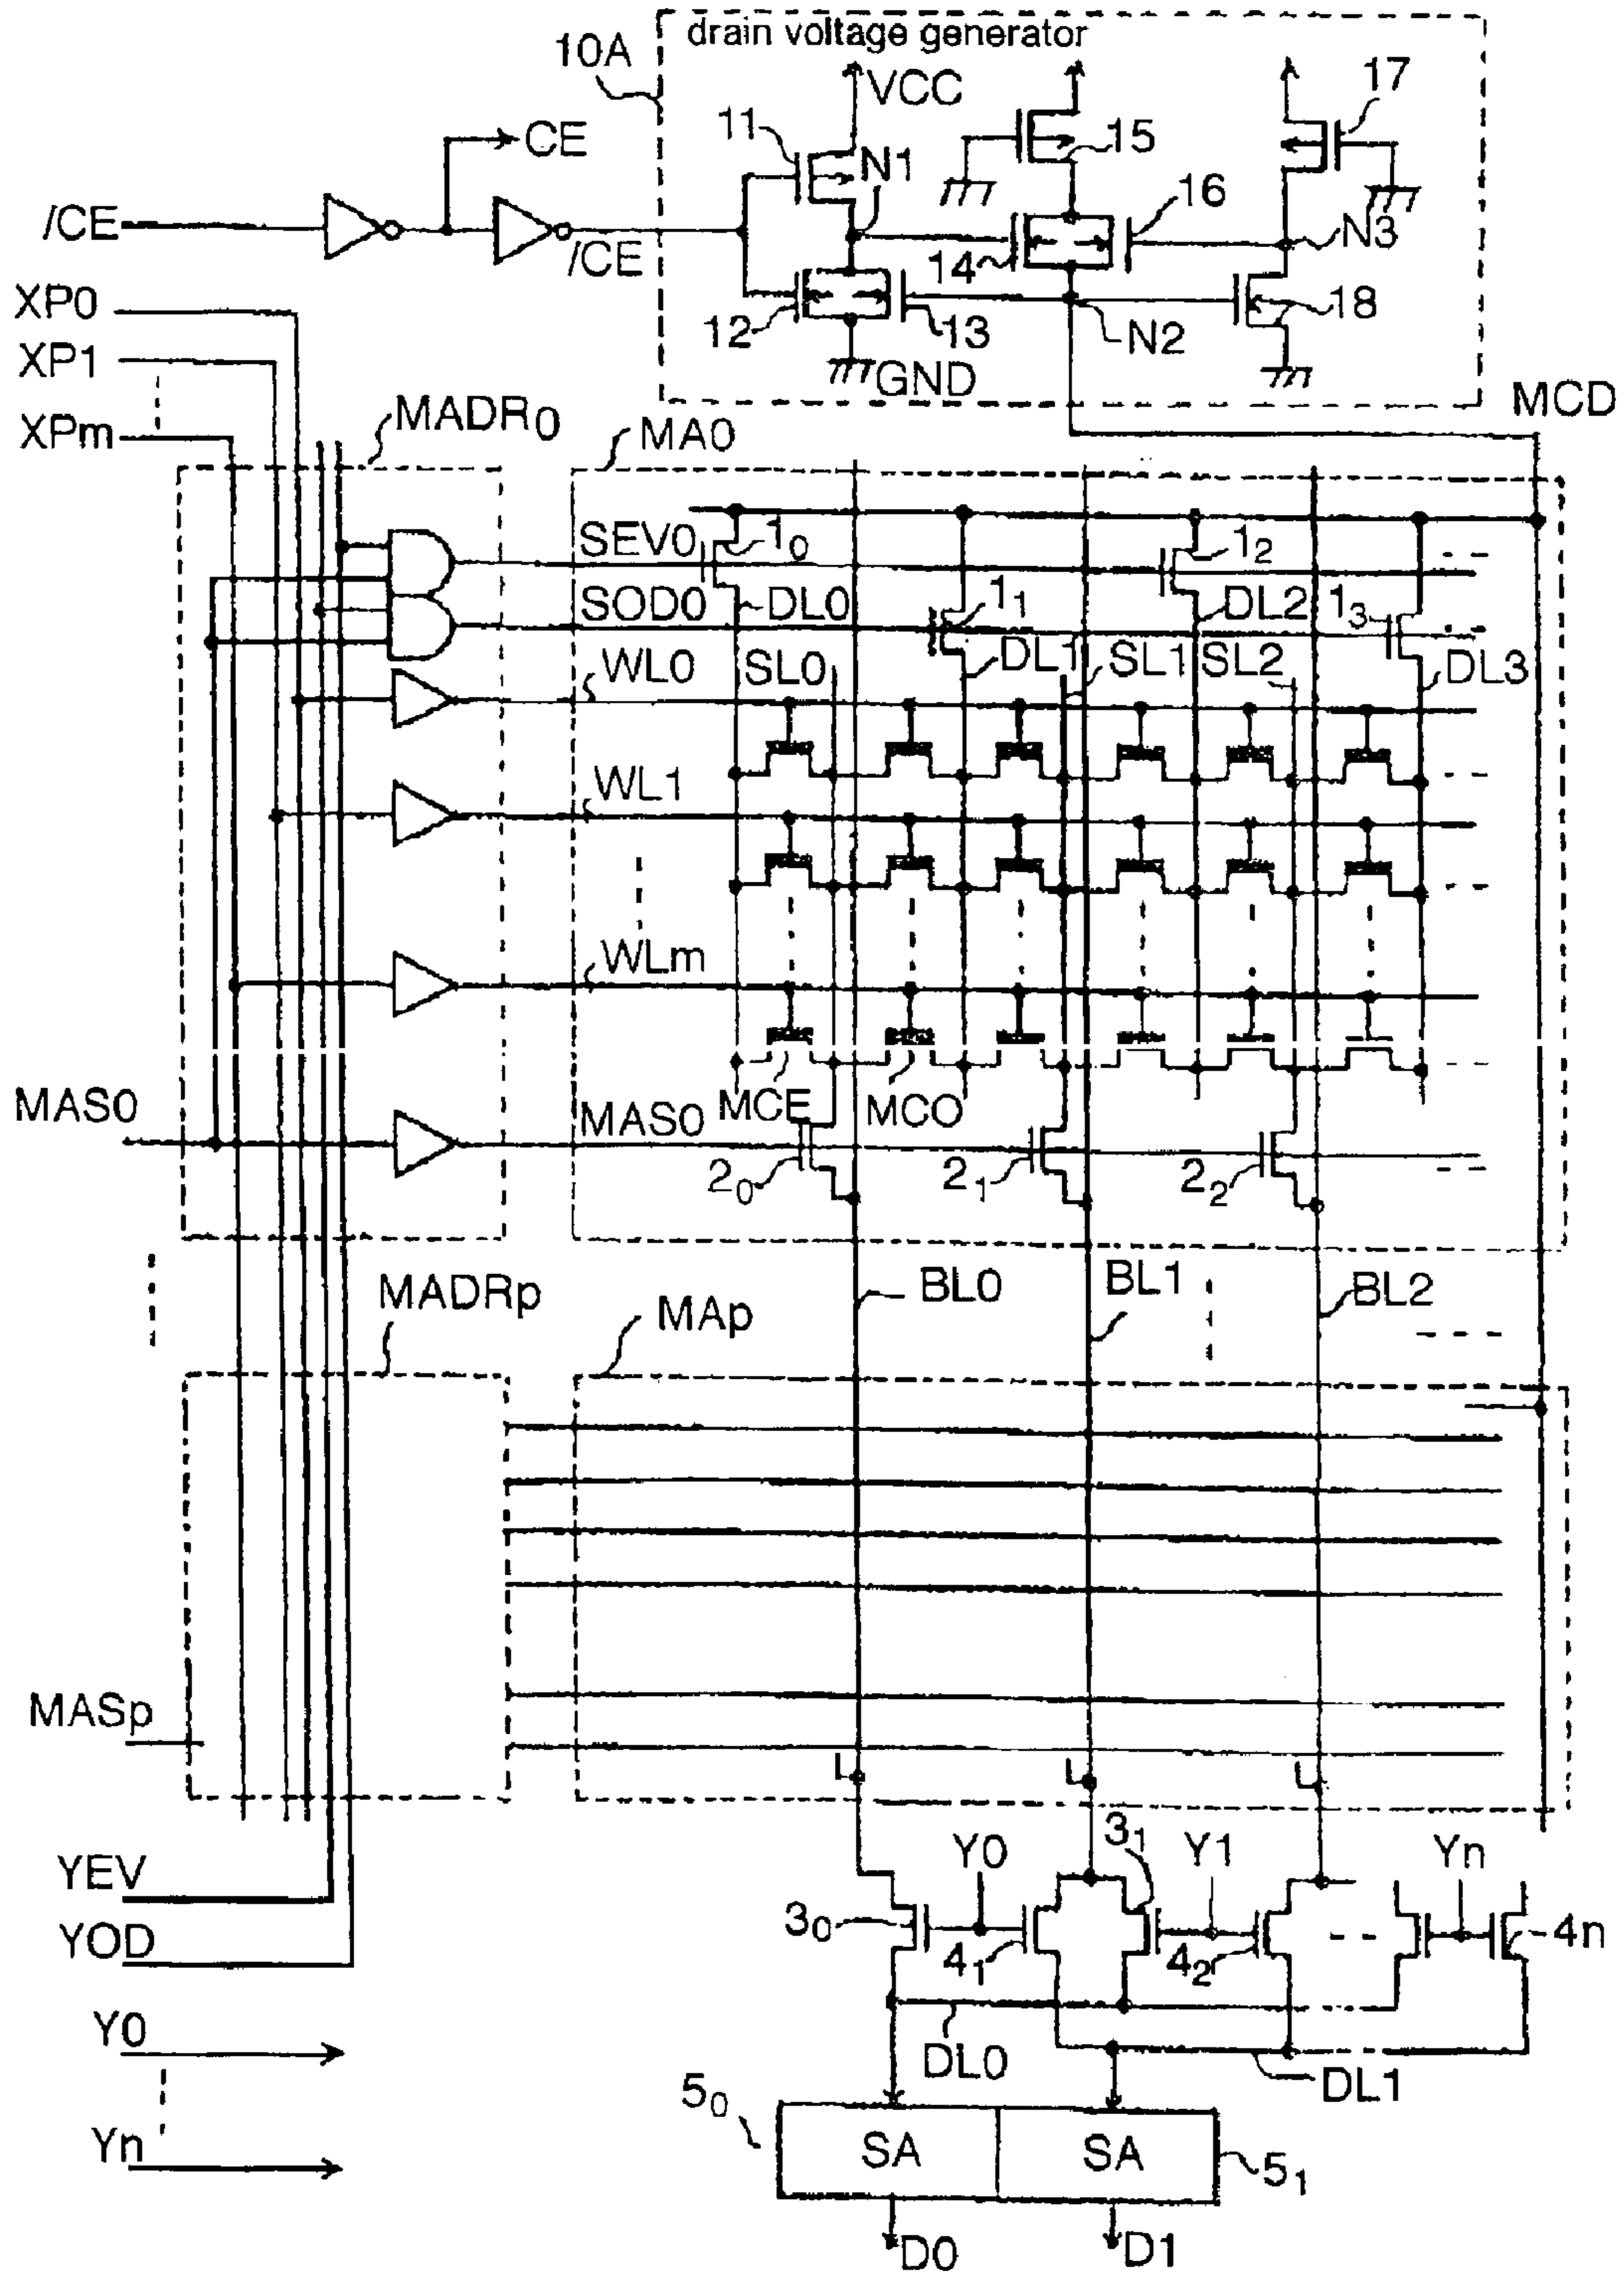 drain voltage generator
10A
VCC
17
11
CE
15
N1
16
/CE
/CE
14
N3
XP0
12
13
N2
18
XP1
GND
MCD
XPm
MADR0
MA0
SEV0
10
12
SOD0
DL0
11
DL2
13
WL0
SL0
DL1
SL1
SL2
DL3
WL1
WLm
MAS0
MCE
MCO
MAS0
20
21
22
MADRp
BL0
BL1
BL2
MAp
MASp
YEV
Y0
31
Y1
Yn
YOD
30
41
42
4n
Y0
DL0
DL1
50
SA
SA
51
Yn
D0
D1